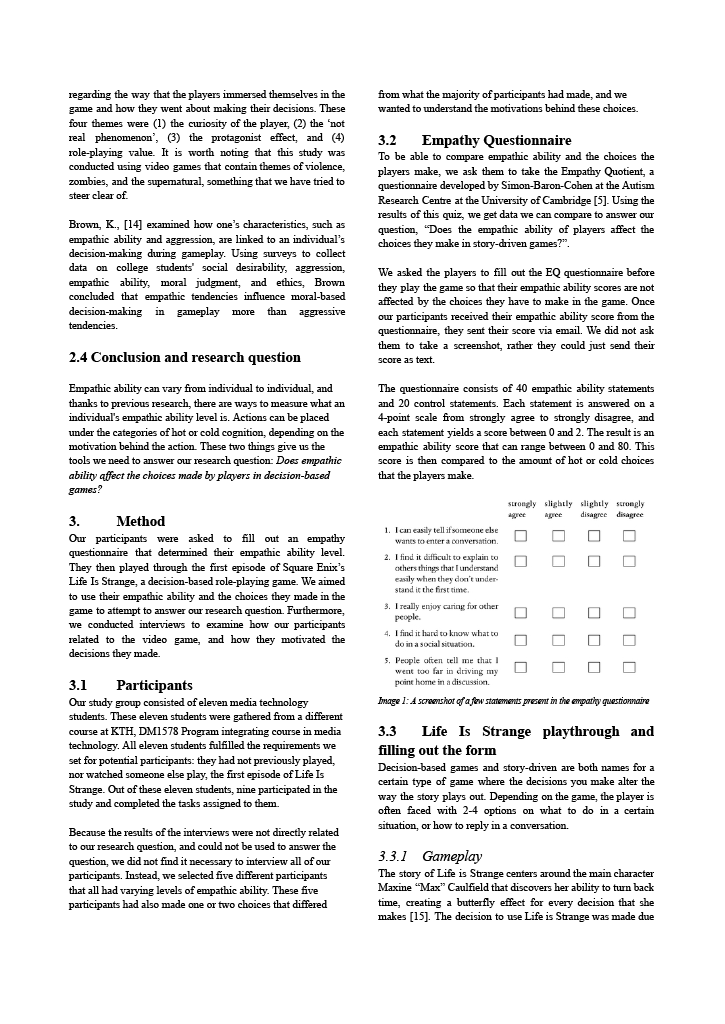 regarding the way that the players immersed themselves in the
game and how they went about making their decisions. These
four themes were (1) the curiosity of the player, (2) the ‘not
real phenomenon’, (3) the protagonist effect, and (4)
role-playing value. It is worth noting that this study was
conducted using video games that contain themes of violence,
zombies, and the supernatural, something that we have tried to
steer clear of.
Brown, K., [14] examined how one’s characteristics, such as
empathic ability and aggression, are linked to an individual’s
decision-making during gameplay. Using surveys to collect
data on college students' social desirability, aggression,
empathic ability, moral judgment, and ethics, Brown
concluded that empathic tendencies influence moral-based
decision-making in gameplay more than aggressive
tendencies.
2.4 Conclusion and research question
Empathic ability can vary from individual to individual, and
thanks to previous research, there are ways to measure what an
individual's empathic ability level is. Actions can be placed
under the categories of hot or cold cognition, depending on the
motivation behind the action. These two things give us the
tools we need to answer our research question: Does empathic
ability affect the choices made by players in decision-based
games?
3. Method
Our participants were asked to fill out an empathy
questionnaire that determined their empathic ability level.
They then played through the first episode of Square Enix’s
Life Is Strange, a decision-based role-playing game. We aimed
to use their empathic ability and the choices they made in the
game to attempt to answer our research question. Furthermore,
we conducted interviews to examine how our participants
related to the video game, and how they motivated the
decisions they made.
3.1 Participants
Our study group consisted of eleven media technology
students. These eleven students were gathered from a different
course at KTH, DM1578 Program integrating course in media
technology. All eleven students fulfilled the requirements we
set for potential participants: they had not previously played,
nor watched someone else play, the first episode of Life Is
Strange. Out of these eleven students, nine participated in the
study and completed the tasks assigned to them.
Because the results of the interviews were not directly related
to our research question, and could not be used to answer the
question, we did not find it necessary to interview all of our
participants. Instead, we selected five different participants
that all had varying levels of empathic ability. These five
participants had also made one or two choices that differed
from what the majority of participants had made, and we
wanted to understand the motivations behind these choices.
3.2 Empathy Questionnaire
To be able to compare empathic ability and the choices the
players make, we ask them to take the Empathy Quotient, a
questionnaire developed by Simon-Baron-Cohen at the Autism
Research Centre at the University of Cambridge [5]. Using the
results of this quiz, we get data we can compare to answer our
question, “Does the empathic ability of players affect the
choices they make in story-driven games?”.
We asked the players to fill out the EQ questionnaire before
they play the game so that their empathic ability scores are not
affected by the choices they have to make in the game. Once
our participants received their empathic ability score from the
questionnaire, they sent their score via email. We did not ask
them to take a screenshot, rather they could just send their
score as text.
The questionnaire consists of 40 empathic ability statements
and 20 control statements. Each statement is answered on a
4-point scale from strongly agree to strongly disagree, and
each statement yields a score between 0 and 2. The result is an
empathic ability score that can range between 0 and 80. This
score is then compared to the amount of hot or cold choices
that the players make.
strongly slightly slightly strongly
agree agree disagree disagree
1. I can easily tell if someone else
wants to enter a conversation.
2. I find it difficult to explain to
others things that I understand
easily when they don’t under-
stand it the first time.
3. I really enjoy caring for other
people.
4. I find it hard to know what to
do in a social situation.
5. People often tell me that I
went too far in driving my
point home in a discussion.
Image 1: A screenshot of a few statements present in the empathy questionnaire
3.3 Life Is Strange playthrough and
filling out the form
Decision-based games and story-driven are both names for a
certain type of game where the decisions you make alter the
way the story plays out. Depending on the game, the player is
often faced with 2-4 options on what to do in a certain
situation, or how to reply in a conversation.
3.3.1 Gameplay
The story of Life is Strange centers around the main character
Maxine “Max” Caulfield that discovers her ability to turn back
time, creating a butterfly effect for every decision that she
makes [15]. The decision to use Life is Strange was made due